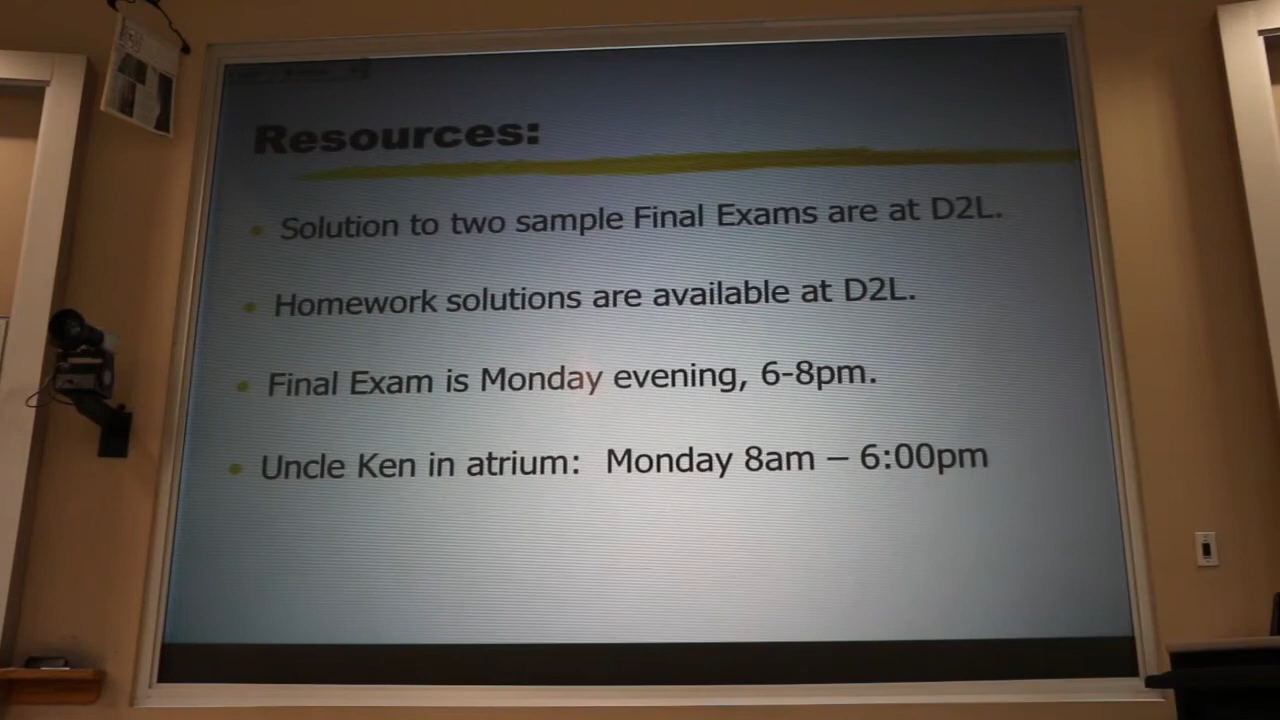 Resources:
Solution to two sample Final Exams are at D2L.
Homework solutions are available at D2L.
Final Exam is Monday evening, 6-8pm.
Uncle Ken in atrium: Monday 8am – 6:00pm